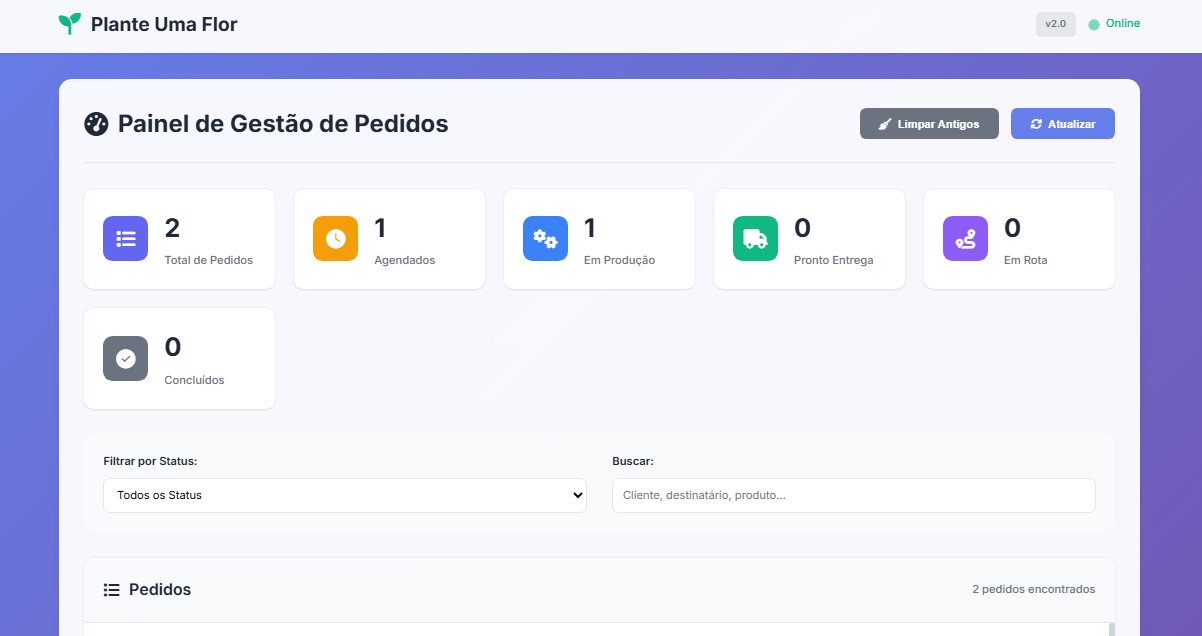 Plante Uma Flor
v2.0
Online
Painel de Gestão de Pedidos
Limpar Antigos
Atualizar
2
Total de Pedidos
1
Agendados
1
Em Produção
0
Pronto Entrega
0
Em Rota
0
Concluídos
Filtrar por Status:
Todos os Status
Buscar:
Cliente, destinatário, produto...
Pedidos
2 pedidos encontrados